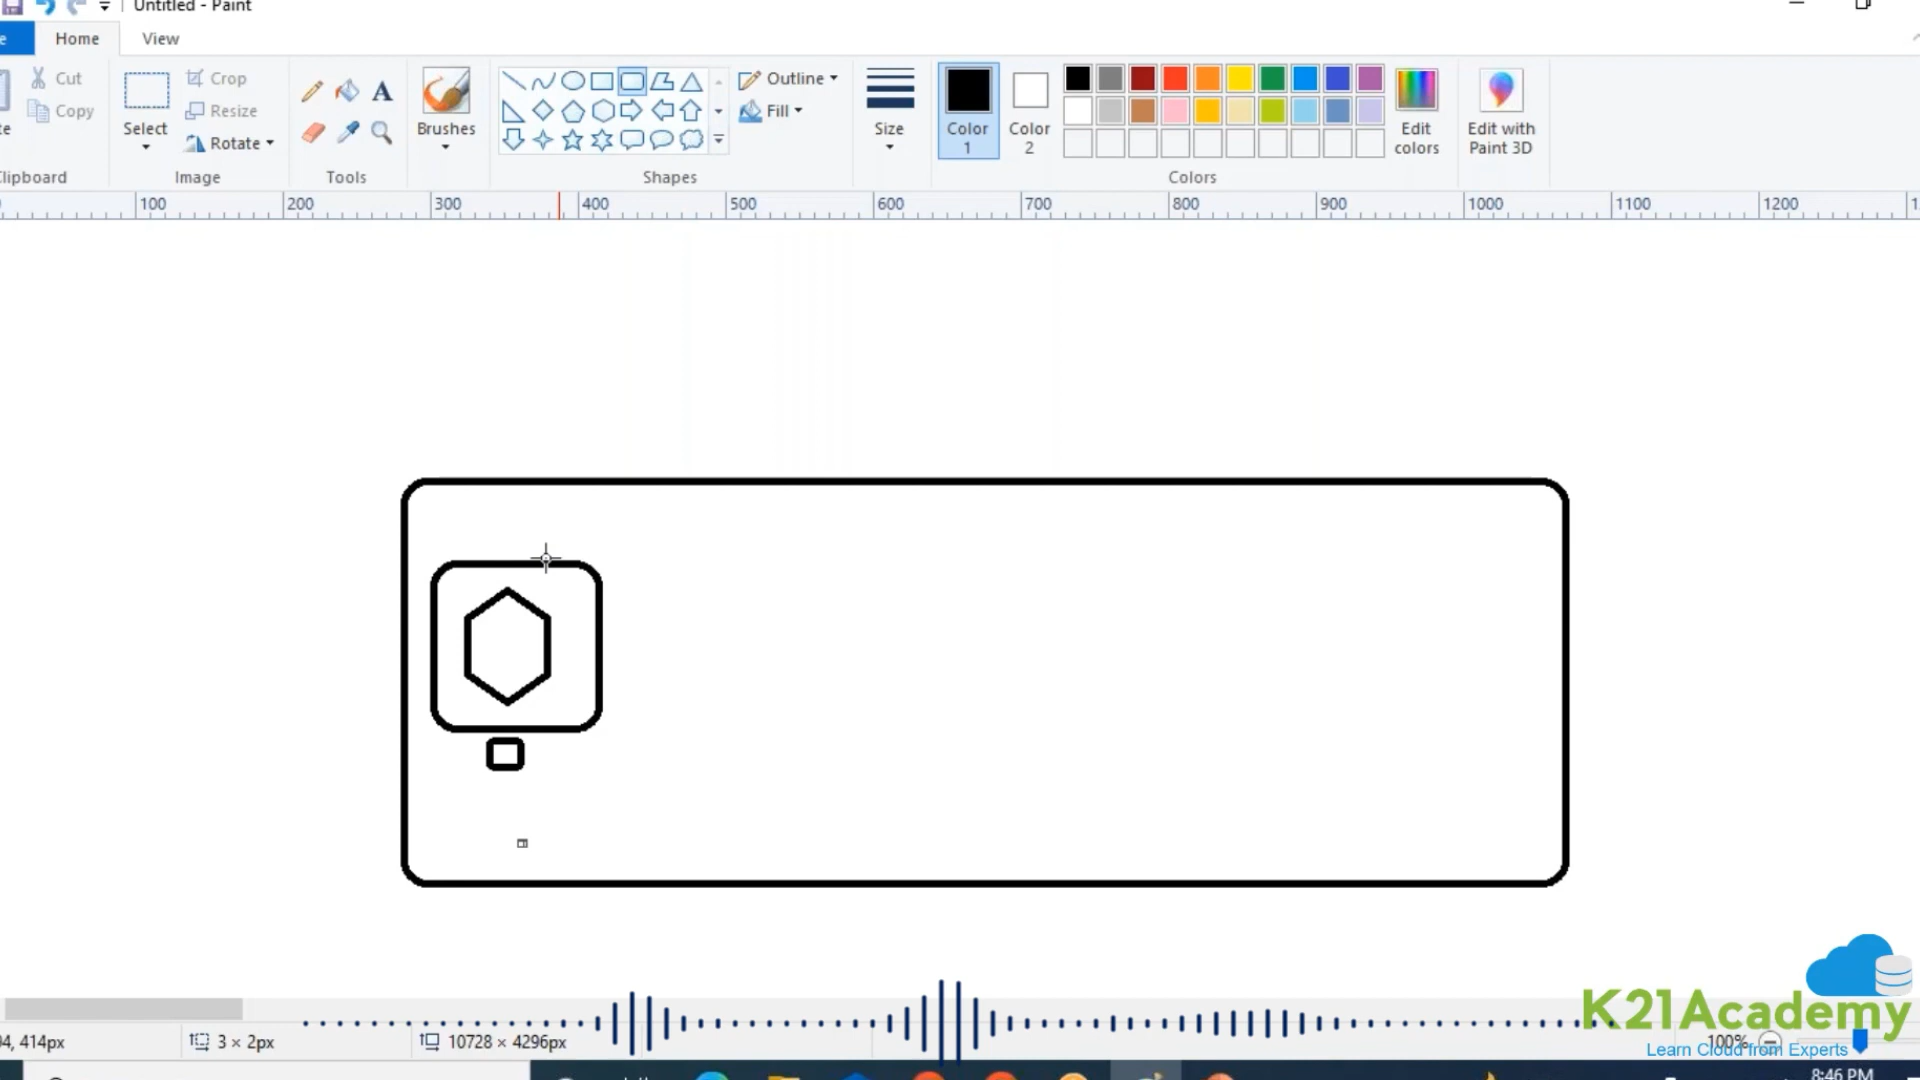 Untitled - Paint
Home View
Cut
Copy
Select
Crop
Resize
Rotate
Brushes
Outline
Fill
Size
Color
1
Color
2
Edit
colors
Edit with
Paint 3D
lipboard Image Tools Shapes Colors
100 200 300 400 500 600 700 800 900 1000 1100 1200
K21Academy
Learn Cloud from Experts
4, 414px 3 × 2px 10728 × 4296px 100%
8:46 PM